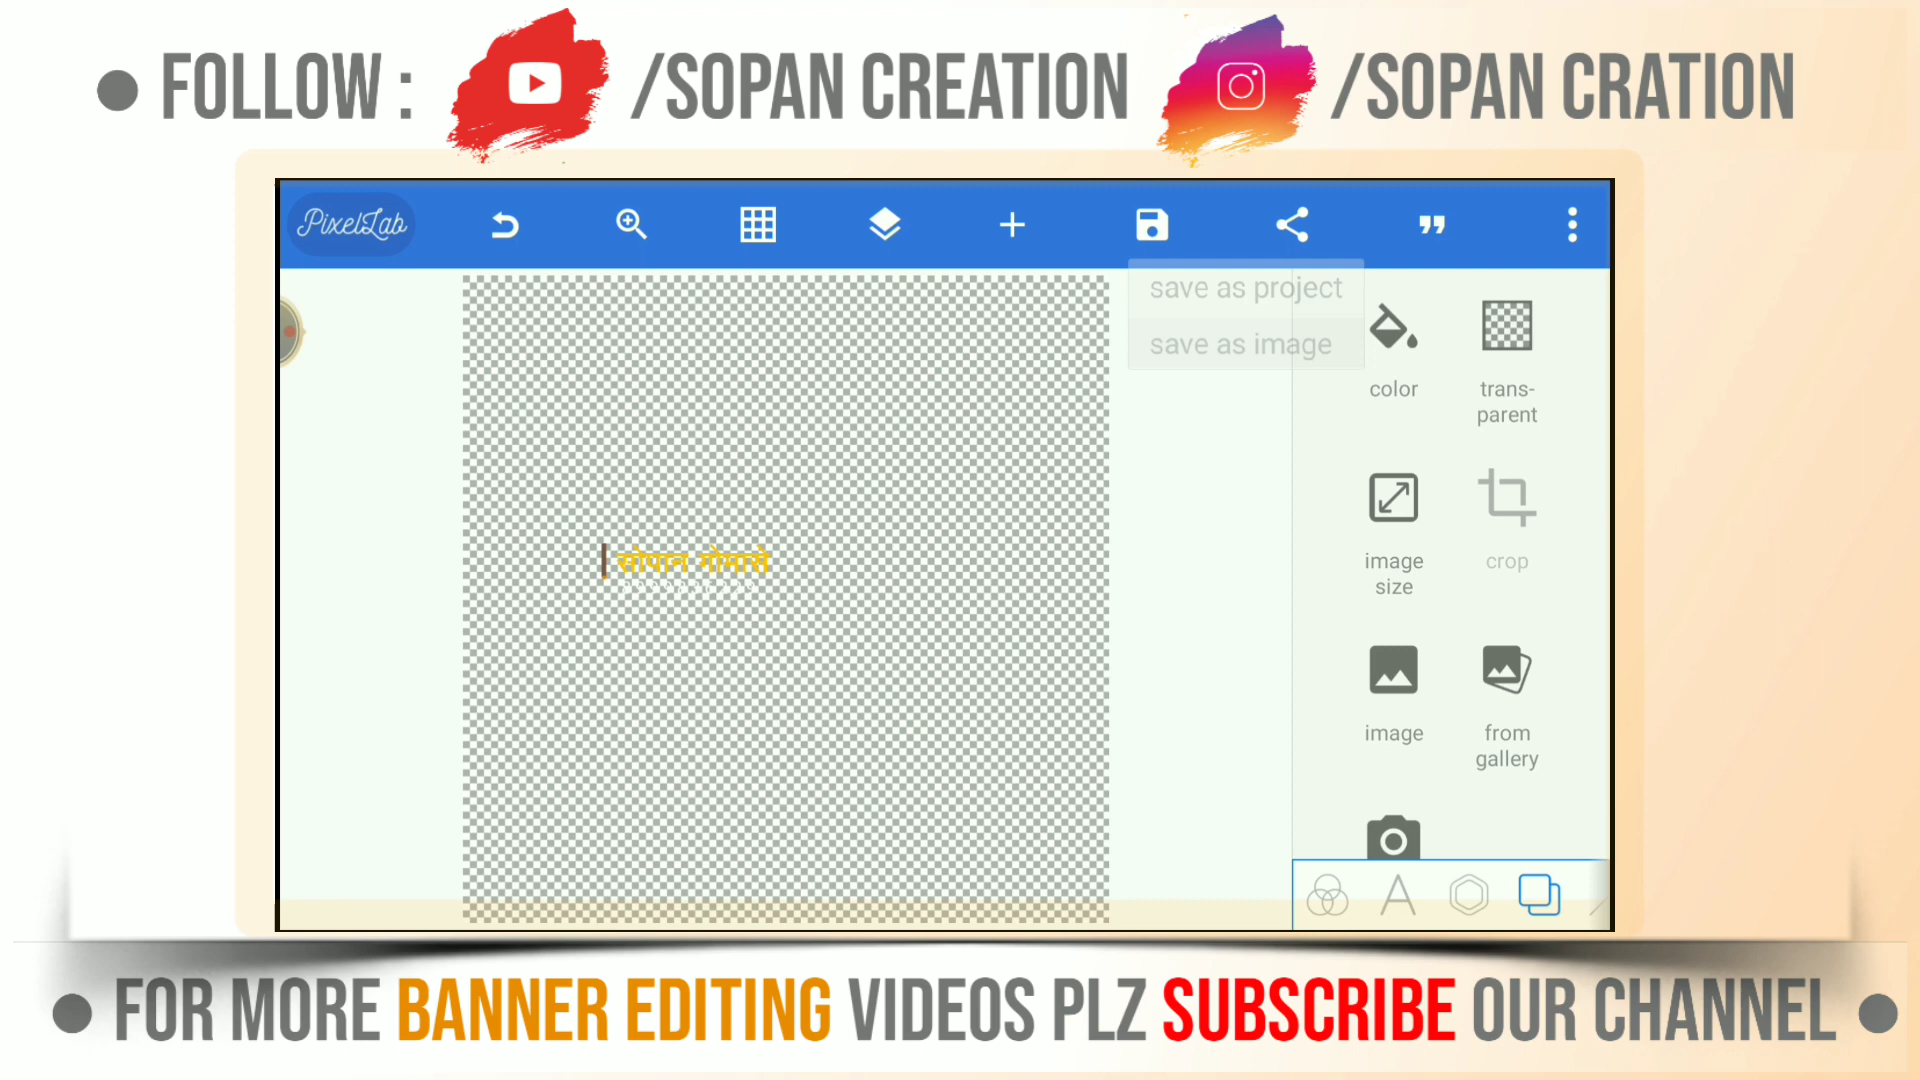 • FOLLOW : /SOPAN CREATION /SOPAN CRATION
PixelLab
save as project
save as image
color
trans-
parent
image
size
crop
image
from
gallery
सोपान गोमासे
• FOR MORE BANNER EDITING VIDEOS PLZ SUBSCRIBE OUR CHANNEL •